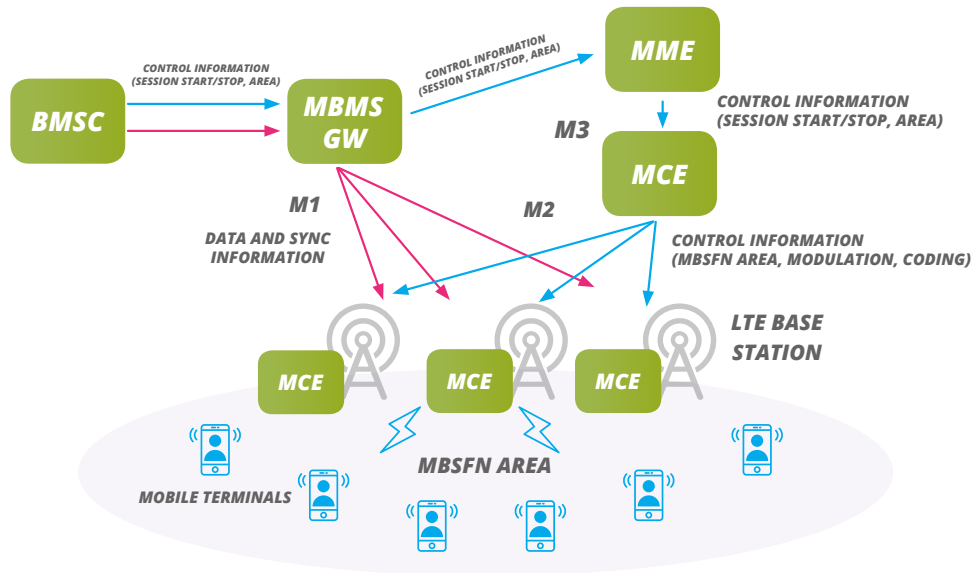 CONTROL INFORMATION
(SESSION START/STOP, AREA)
CONTROL INFORMATION
(SESSION START/STOP, AREA)
MME
BMSC
MBMS
GW
CONTROL INFORMATION
(SESSION START/STOP, AREA)
M3
MCE
M1
M2
DATA AND SYNC
INFORMATION
CONTROL INFORMATION
(MBSFN AREA, MODULATION, CODING)
LTE BASE
STATION
MCE
MCE
MCE
MBSFN AREA
MOBILE TERMINALS